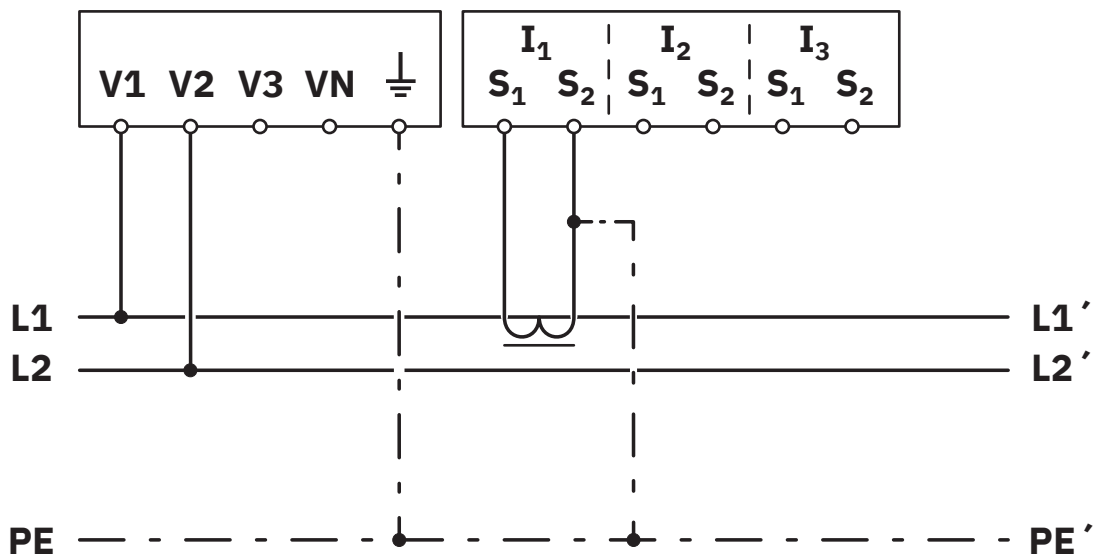 I₁ I₂ I₃
V1 V2 V3 VN S₁ S₂ S₁ S₂ S₁ S₂
L1 L1´
L2 L2´
PE PE´